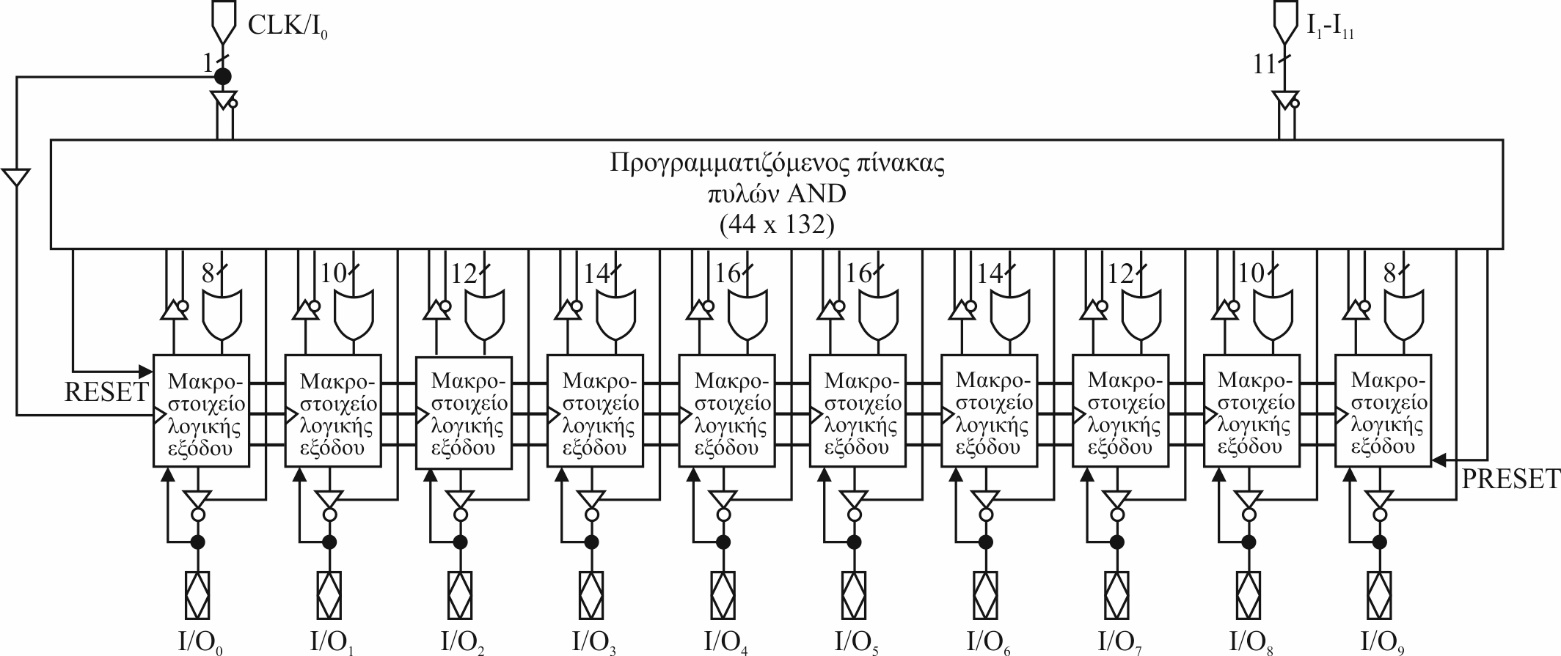 CLK/I0
I1-I11
1
11
Προγραμματιζόμενος πίνακας
πυλών AND
(44 x 132)
8
10
12
14
16
16
14
12
10
8
RESET
Μακρο-
στοιχείο
λογικής
εξόδου
Μακρο-
στοιχείο
λογικής
εξόδου
Μακρο-
στοιχείο
λογικής
εξόδου
Μακρο-
στοιχείο
λογικής
εξόδου
Μακρο-
στοιχείο
λογικής
εξόδου
Μακρο-
στοιχείο
λογικής
εξόδου
Μακρο-
στοιχείο
λογικής
εξόδου
Μακρο-
στοιχείο
λογικής
εξόδου
Μακρο-
στοιχείο
λογικής
εξόδου
Μακρο-
στοιχείο
λογικής
εξόδου
PRESET
I/O0
I/O1
I/O2
I/O3
I/O4
I/O5
I/O6
I/O7
I/O8
I/O9